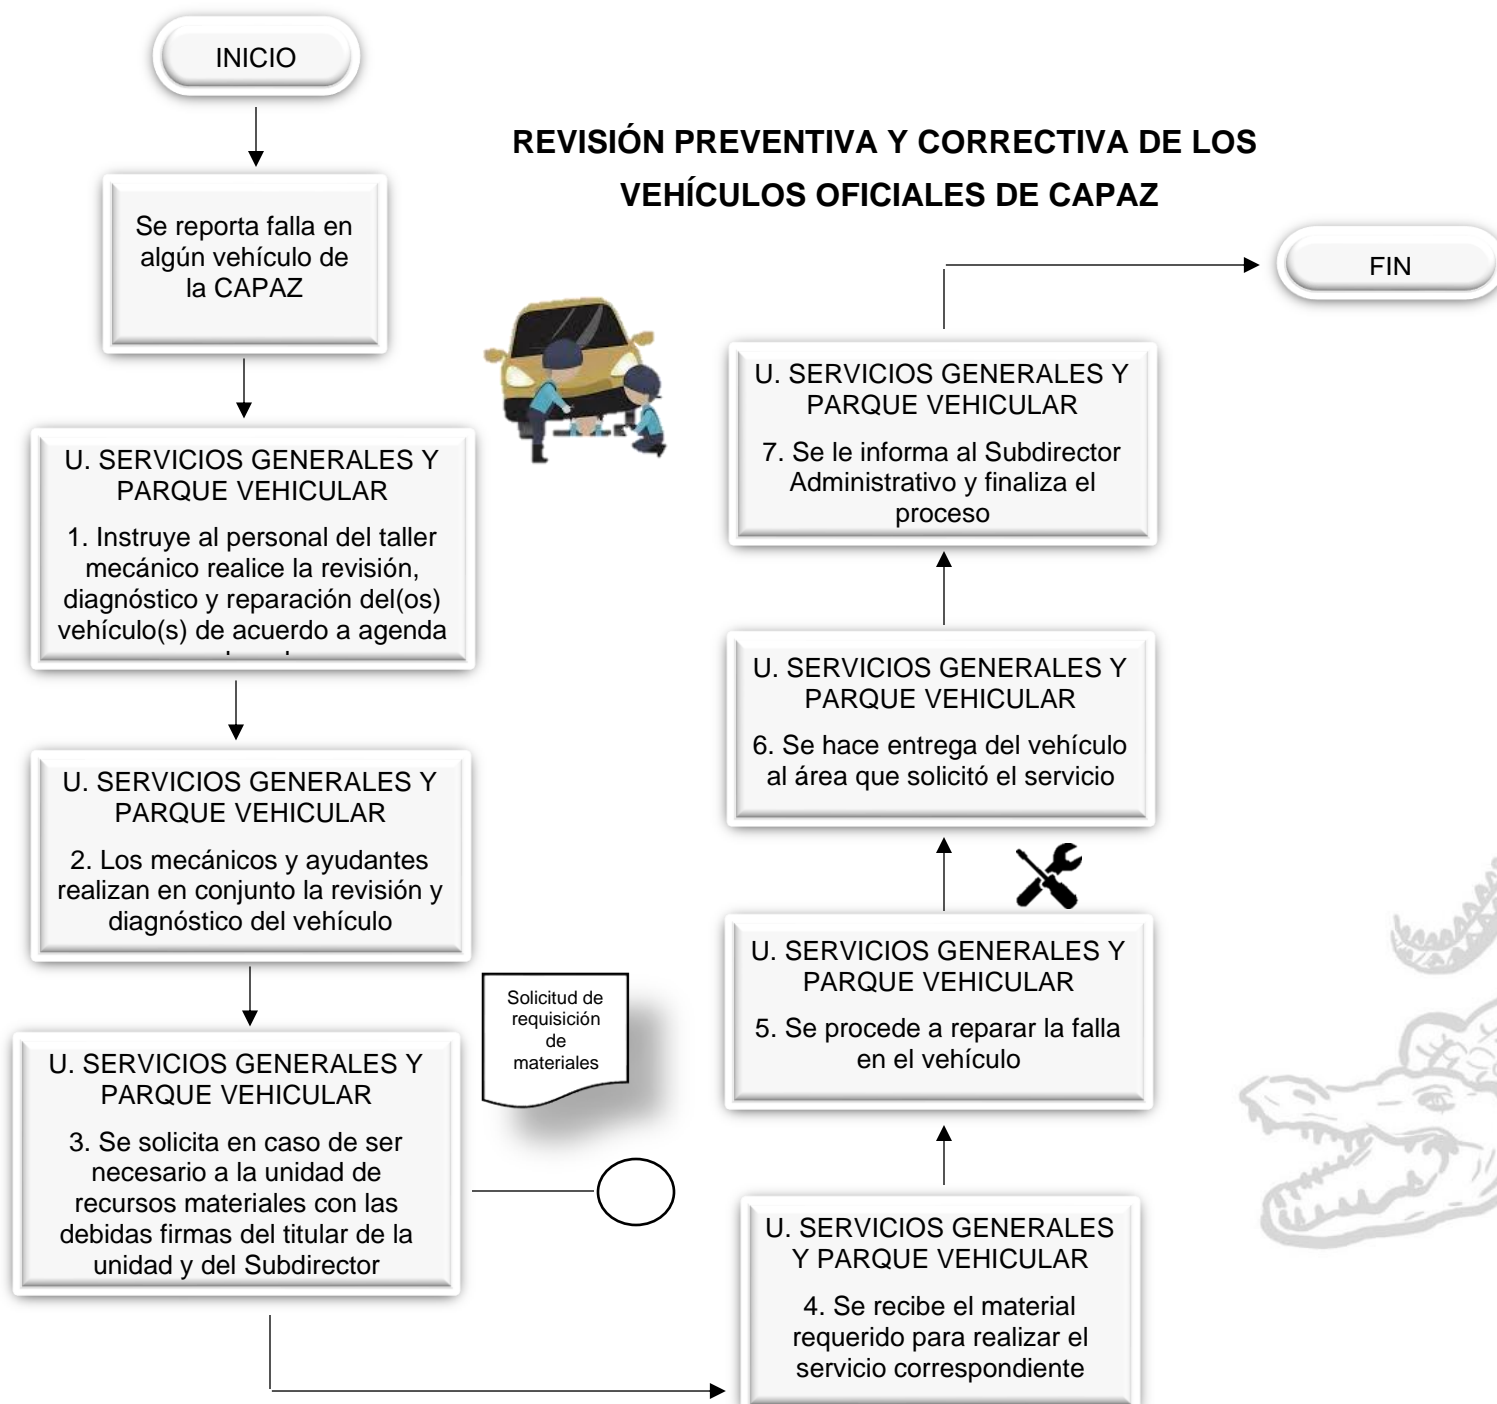 INICIO
REVISIÓN PREVENTIVA Y CORRECTIVA DE LOS
VEHÍCULOS OFICIALES DE CAPAZ
Se reporta falla en
algún vehículo de
la CAPAZ
U. SERVICIOS GENERALES Y
PARQUE VEHICULAR
1. Instruye al personal del taller
mecánico realice la revisión,
diagnóstico y reparación del(os)
vehículo(s) de acuerdo a agenda
U. SERVICIOS GENERALES Y
PARQUE VEHICULAR
2. Los mecánicos y ayudantes
realizan en conjunto la revisión y
diagnóstico del vehículo
U. SERVICIOS GENERALES Y
PARQUE VEHICULAR
3. Se solicita en caso de ser
necesario a la unidad de
recursos materiales con las
debidas firmas del titular de la
unidad y del Subdirector
Solicitud de
requisición
de
materiales
U. SERVICIOS GENERALES
Y PARQUE VEHICULAR
4. Se recibe el material
requerido para realizar el
servicio correspondiente
U. SERVICIOS GENERALES Y
PARQUE VEHICULAR
5. Se procede a reparar la falla
en el vehículo
U. SERVICIOS GENERALES Y
PARQUE VEHICULAR
6. Se hace entrega del vehículo
al área que solicitó el servicio
U. SERVICIOS GENERALES Y
PARQUE VEHICULAR
7. Se le informa al Subdirector
Administrativo y finaliza el
proceso
FIN